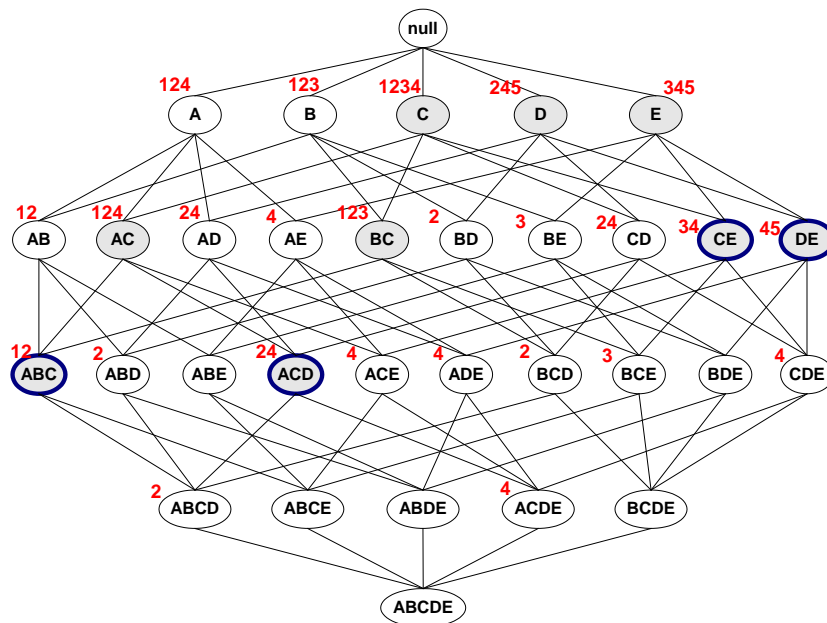 null
124 123 1234 245 345
A B C D E
12 124 24 4 123 2 3 24 34 45
AB AC AD AE BC BD BE CD CE DE
12 2 24 4 4 2 3 4
ABC ABD ABE ACD ACE ADE BCD BCE BDE CDE
2 4
ABCD ABCE ABDE ACDE BCDE
ABCDE